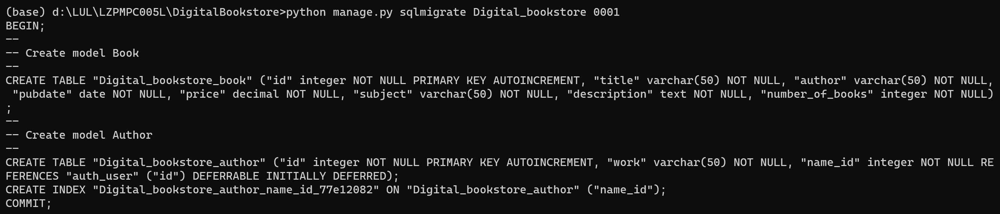 (base) d:\LUL\LZPMPC005L\DigitalBookstore>python manage.py sqlmigrate Digital_bookstore 0001
BEGIN;
--
-- Create model Book
--
CREATE TABLE "Digital_bookstore_book" ("id" integer NOT NULL PRIMARY KEY AUTOINCREMENT, "title" varchar(50) NOT NULL, "author" varchar(50) NOT NULL,
 "pubdate" date NOT NULL, "price" decimal NOT NULL, "subject" varchar(50) NOT NULL, "description" text NOT NULL, "number_of_books" integer NOT NULL)
;
--
-- Create model Author
--
CREATE TABLE "Digital_bookstore_author" ("id" integer NOT NULL PRIMARY KEY AUTOINCREMENT, "work" varchar(50) NOT NULL, "name_id" integer NOT NULL RE
FERENCES "auth_user" ("id") DEFERRABLE INITIALLY DEFERRED);
CREATE INDEX "Digital_bookstore_author_name_id_77e12082" ON "Digital_bookstore_author" ("name_id");
COMMIT;